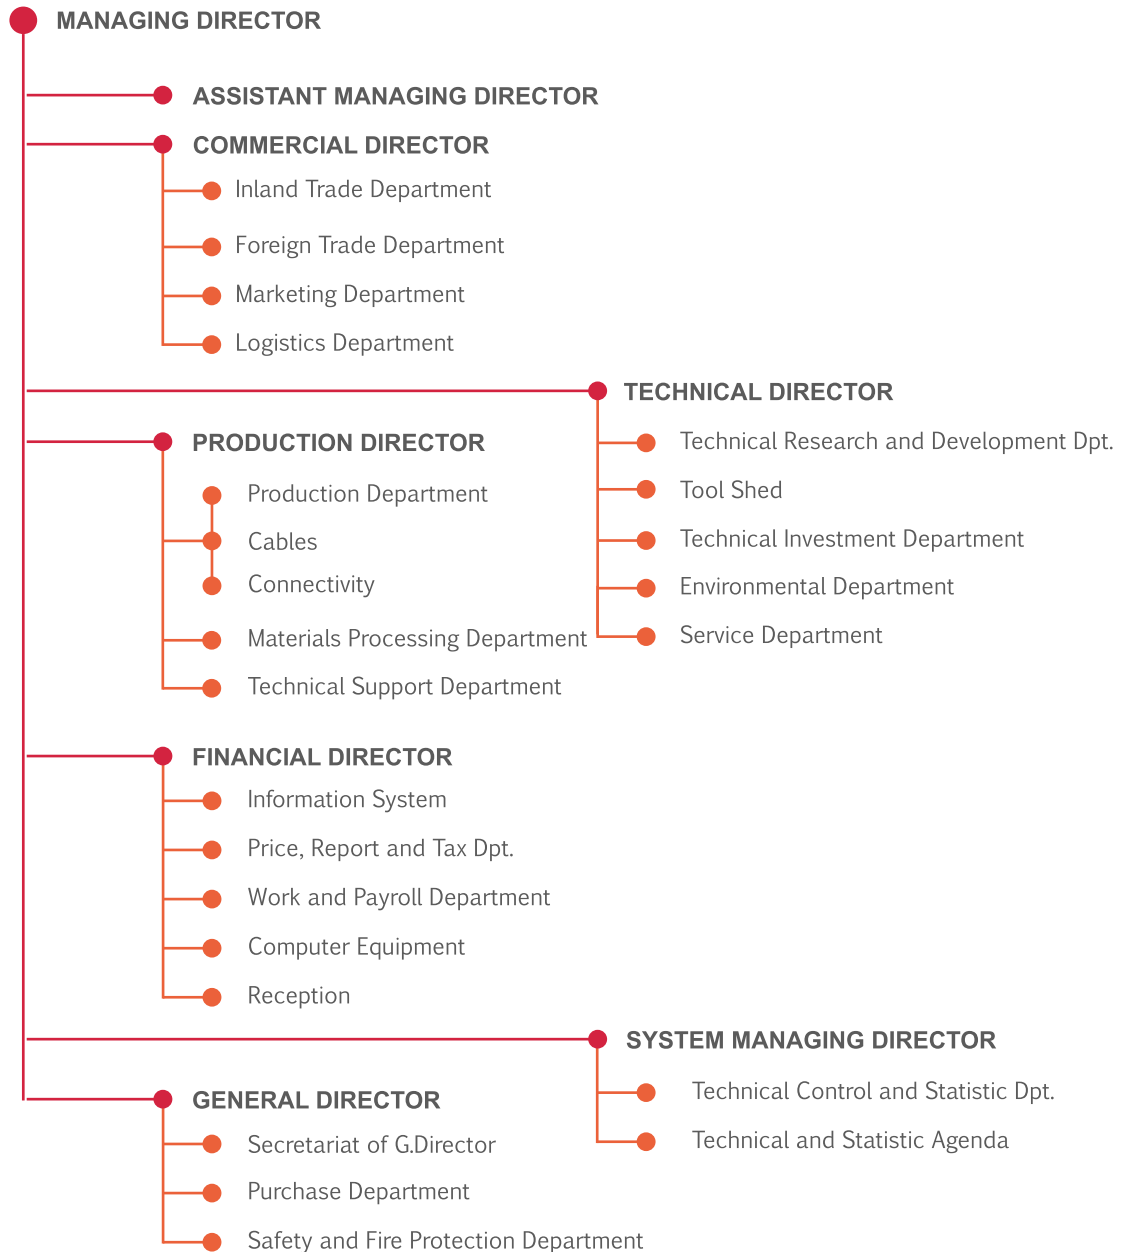 MANAGING DIRECTOR
ASSISTANT MANAGING DIRECTOR
COMMERCIAL DIRECTOR
Inland Trade Department
Foreign Trade Department
Marketing Department
Logistics Department
TECHNICAL DIRECTOR
Technical Research and Development Dpt.
Tool Shed
Technical Investment Department
Environmental Department
Service Department
PRODUCTION DIRECTOR
Production Department
Cables
Connectivity
Materials Processing Department
Technical Support Department
FINANCIAL DIRECTOR
Information System
Price, Report and Tax Dpt.
Work and Payroll Department
Computer Equipment
Reception
SYSTEM MANAGING DIRECTOR
Technical Control and Statistic Dpt.
Technical and Statistic Agenda
GENERAL DIRECTOR
Secretariat of G.Director
Purchase Department
Safety and Fire Protection Department